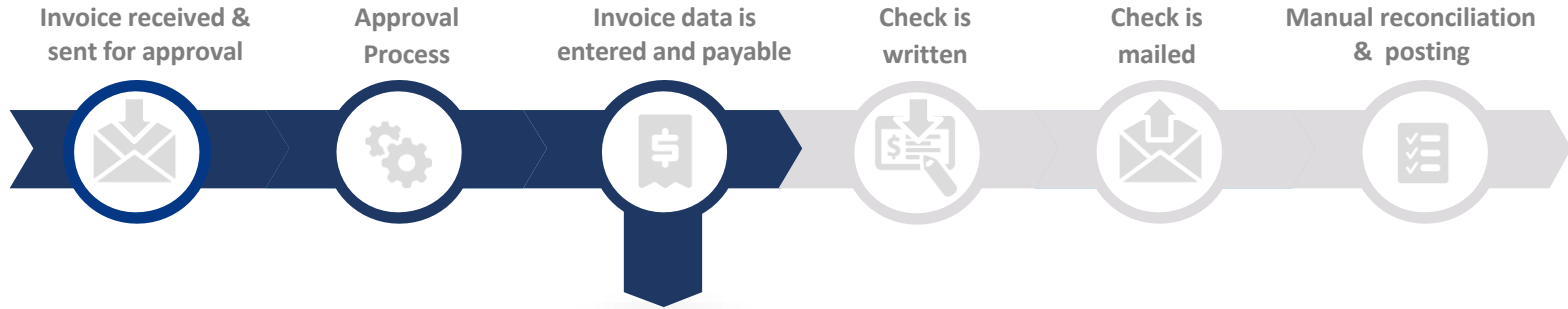 Invoice received &
sent for approval
Approval
Process
Invoice data is
entered and payable
Check is
written
Check is
mailed
Manual reconciliation
& posting
$
$